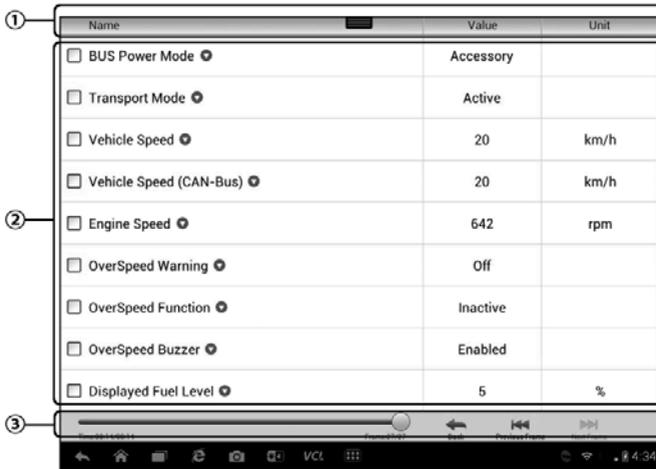 ①
Name Value Unit
②
BUS Power Mode Accessory
Transport Mode Active
Vehicle Speed 20 km/h
Vehicle Speed (CAN-Bus) 20 km/h
Engine Speed 642 rpm
OverSpeed Warning Off
OverSpeed Function Inactive
OverSpeed Buzzer Enabled
Displayed Fuel Level 5 %
③
Back Previous Frame Next Frame
VCI 4:34